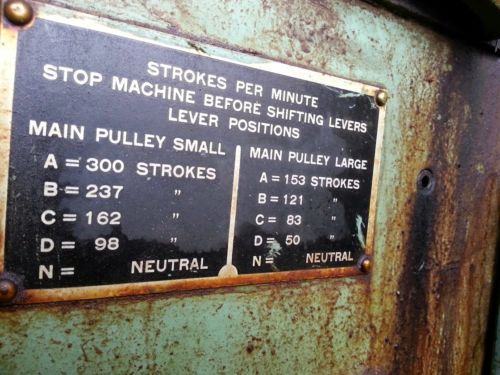 STROKES PER MINUTE
STOP MACHINE BEFORE SHIFTING LEVERS
LEVER POSITIONS
MAIN PULLEY SMALL
A = 300 STROKES
B = 237 "
C = 162 "
D = 98 "
N = NEUTRAL
MAIN PULLEY LARGE
A = 153 STROKES
B = 121 "
C = 83 "
D = 50 "
N = NEUTRAL